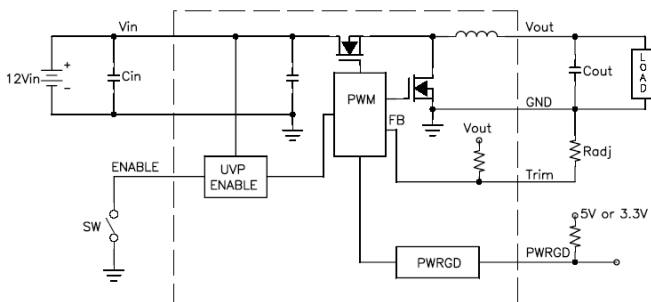 Vin
Vout
12Vin
+
-
Cin
PWM
FB
Cout
LOAD
GND
Vout
Radj
ENABLE
UVP
ENABLE
Trim
SW
5V or 3.3V
PWRGD
PWRGD